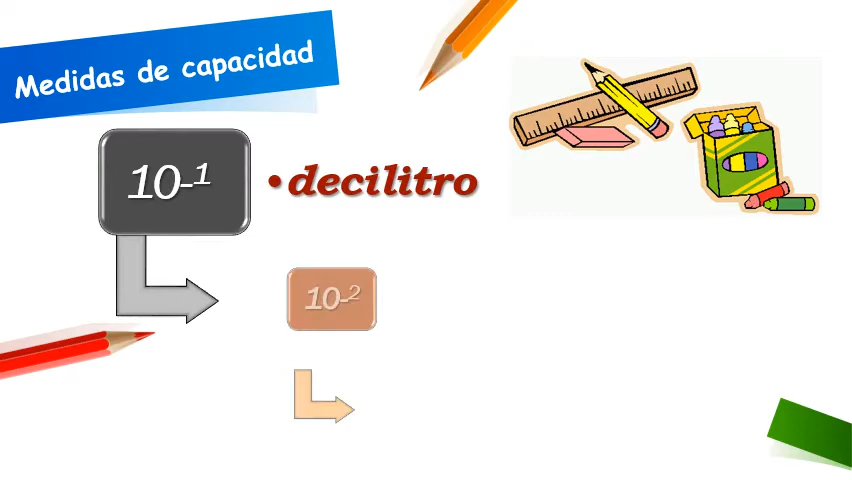 Medidas de capacidad
10-¹
•decilitro
10-²